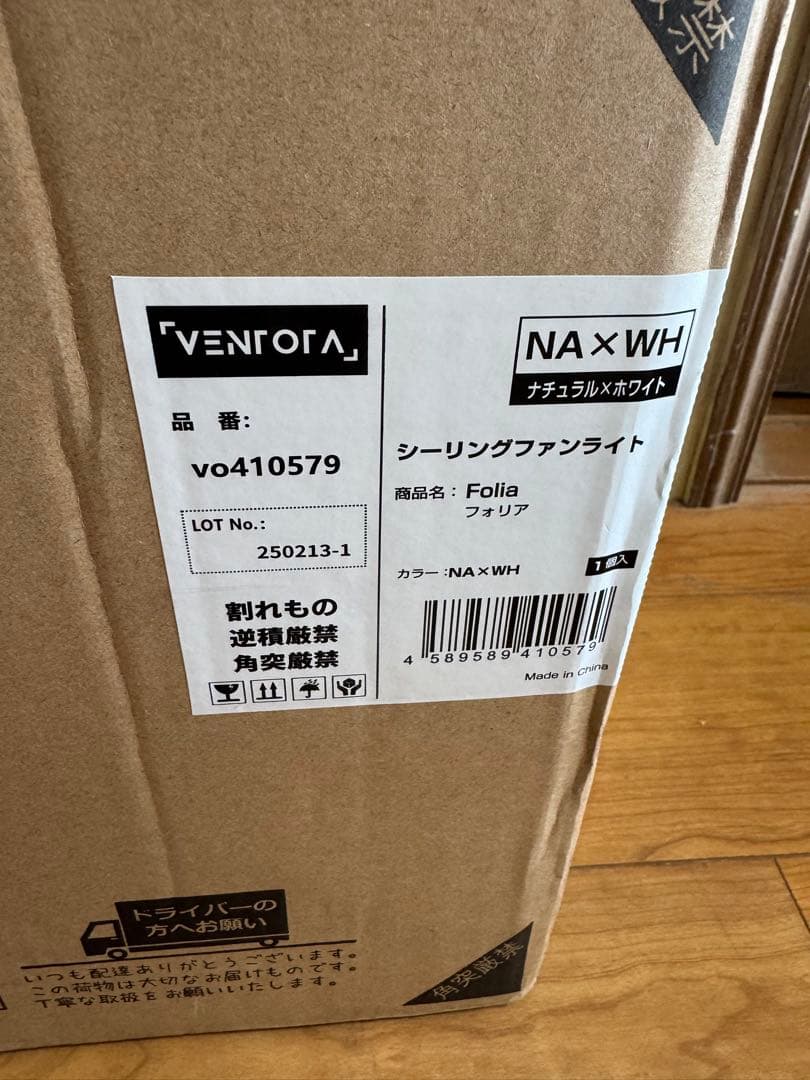 禁
「VENTOTA」
品 番:
vo410579
LOT No.:
250213-1
割れもの
逆積厳禁
角突厳禁
NA×WH
ナチュラル×ホワイト
シーリングファンライト
商品名: Folia
フォリア
カラー:NA×WH
1個入
4 589589 410579
Made in China
ドライバーの
方へお願い
いつも配達ありがとうございます。
この荷物は大切なお届けものです。
丁寧な取扱をお願いいたします。
角突厳禁